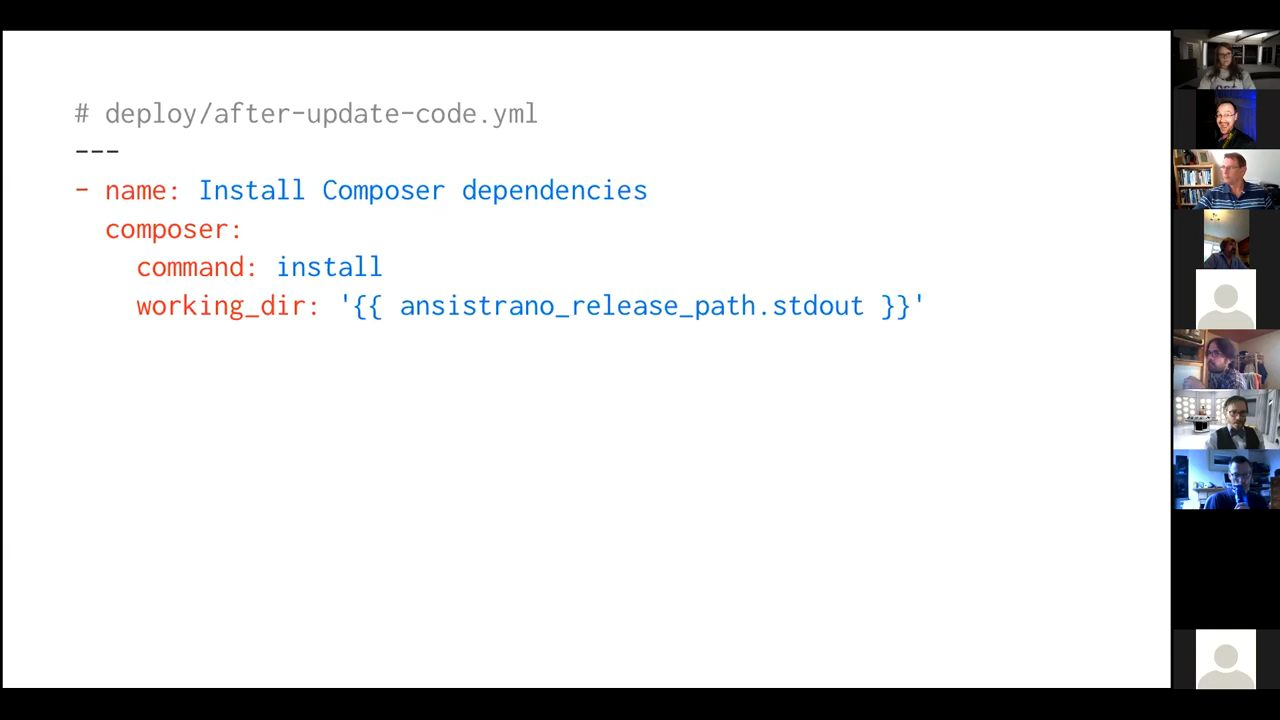 # deploy/after-update-code.yml
---
- name: Install Composer dependencies
composer:
command: install
working_dir: '{{ ansistrano_release_path.stdout }}'